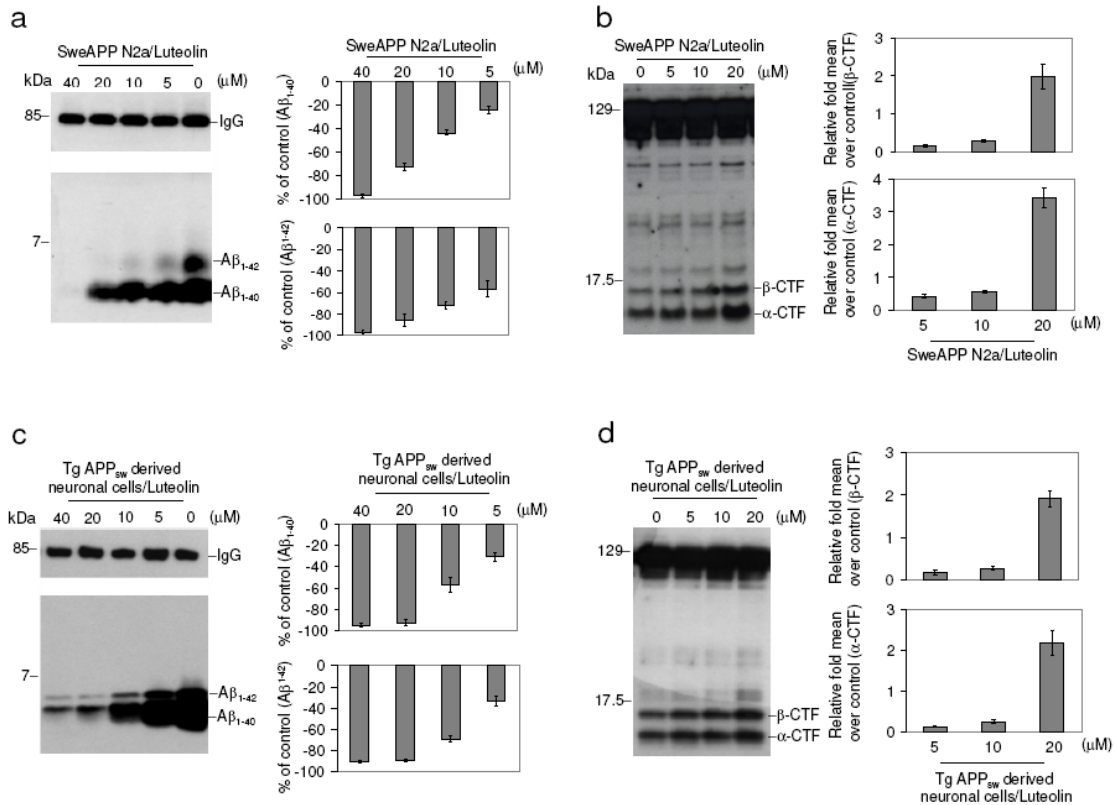 a
SweAPP N2a/Luteolin
kDa 40 20 10 5 0 (μM)
85
IgG
7
Aβ1-42
Aβ1-40
SweAPP N2a/Luteolin
40 20 10 5 (μM)
% of control (Aβ1-40)
0
-20
-40
-60
-80
-100
% of control (Aβ1-42)
0
-20
-40
-60
-80
-100
b
SweAPP N2a/Luteolin
kDa 0 5 10 20 (μM)
129
17.5
β-CTF
α-CTF
Relative fold mean
over controll(β-CTF)
3
2
1
0
Relative fold mean
over control (α-CTF)
4
3
2
1
0
5 10 20 (μM)
SweAPP N2a/Luteolin
c
Tg APPsw derived
neuronal cells/Luteolin
kDa 40 20 10 5 0 (μM)
85
IgG
7
Aβ1-42
Aβ1-40
Tg APPsw derived
neuronal cells/Luteolin
40 20 10 5 (μM)
% of control (Aβ1-40)
0
-20
-40
-60
-80
-100
% of control (Aβ1-42)
0
-20
-40
-60
-80
-100
d
Tg APPsw derived
neuronal cells/Luteolin
0 5 10 20 (μM)
129
17.5
β-CTF
α-CTF
Relative fold mean
over control (β-CTF)
3
2
1
0
Relative fold mean
over control (α-CTF)
3
2
1
0
5 10 20 (μM)
Tg APPsw derived
neuronal cells/Luteolin